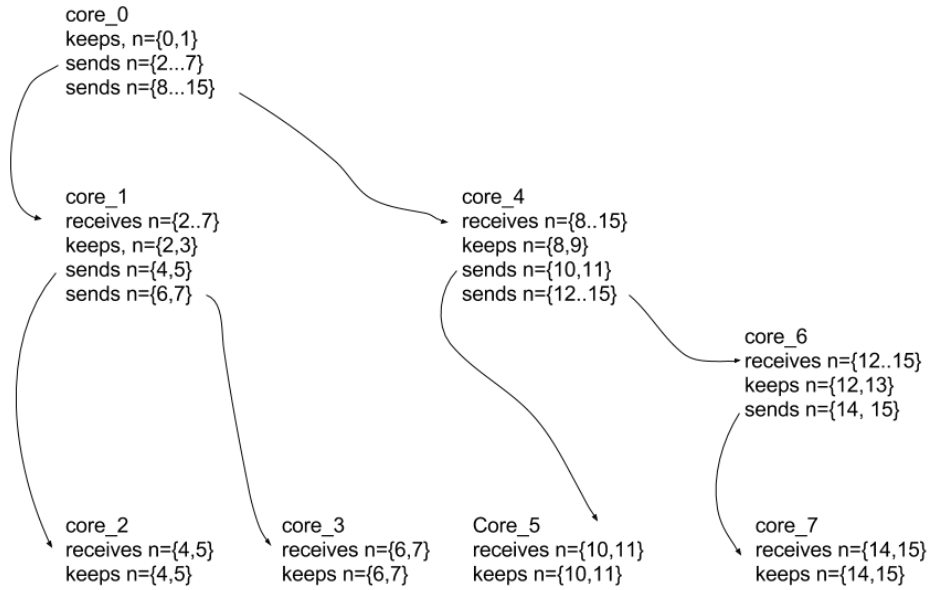 core_0
keeps, n={0,1}
sends n={2...7}
sends n={8...15}
core_1
receives n={2..7}
keeps, n={2,3}
sends n={4,5}
sends n={6,7}
core_4
receives n={8..15}
keeps n={8,9}
sends n={10,11}
sends n={12..15}
core_6
receives n={12..15}
keeps n={12,13}
sends n={14, 15}
core_2
receives n={4,5}
keeps n={4,5}
core_3
receives n={6,7}
keeps n={6,7}
Core_5
receives n={10,11}
keeps n={10,11}
core_7
receives n={14,15}
keeps n={14,15}